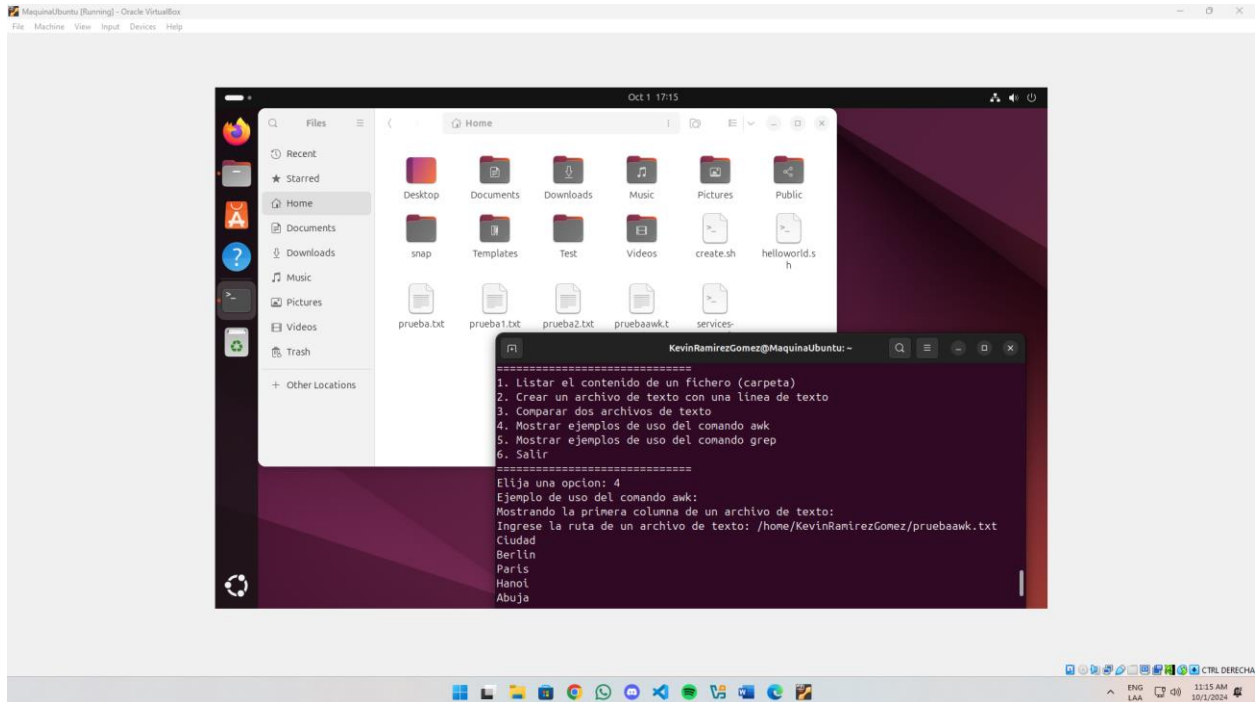 MaquinaUbuntu [Running] - Oracle VirtualBox
File Machine View Input Devices Help
Oct 1 17:15
Files
Home
Recent
Starred
Home
Documents
Downloads
Music
Pictures
Videos
Trash
+ Other Locations
Desktop Documents Downloads Music Pictures Public
snap Templates Test Videos create.sh helloworld.s
h
prueba.txt prueba1.txt prueba2.txt pruebaawk.t services-
KevinRamirezGomez@MaquinaUbuntu: ~
==============================
1. Listar el contenido de un fichero (carpeta)
2. Crear un archivo de texto con una linea de texto
3. Comparar dos archivos de texto
4. Mostrar ejemplos de uso del comando awk
5. Mostrar ejemplos de uso del comando grep
6. Salir
==============================
Elija una opcion: 4
Ejemplo de uso del comando awk:
Mostrando la primera columna de un archivo de texto:
Ingrese la ruta de un archivo de texto: /home/KevinRamirezGomez/pruebaawk.txt
Ciudad
Berlin
Paris
Hanoi
Abuja
CTRL DERECHA
ENG
LAA
11:15 AM
10/1/2024